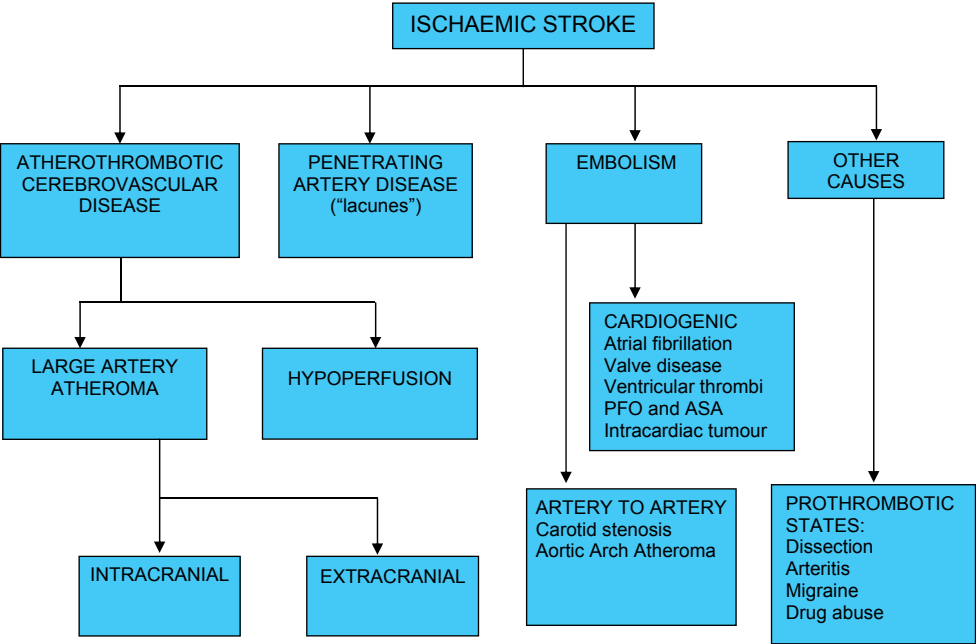 ISCHAEMIC STROKE
ATHEROTHROMBOTIC
CEREBROVASCULAR
DISEASE
PENETRATING
ARTERY DISEASE
(“lacunes”)
EMBOLISM
OTHER
CAUSES
CARDIOGENIC
Atrial fibrillation
Valve disease
Ventricular thrombi
PFO and ASA
Intracardiac tumour
LARGE ARTERY
ATHEROMA
HYPOPERFUSION
ARTERY TO ARTERY
Carotid stenosis
Aortic Arch Atheroma
PROTHROMBOTIC
STATES:
Dissection
Arteritis
Migraine
Drug abuse
INTRACRANIAL
EXTRACRANIAL